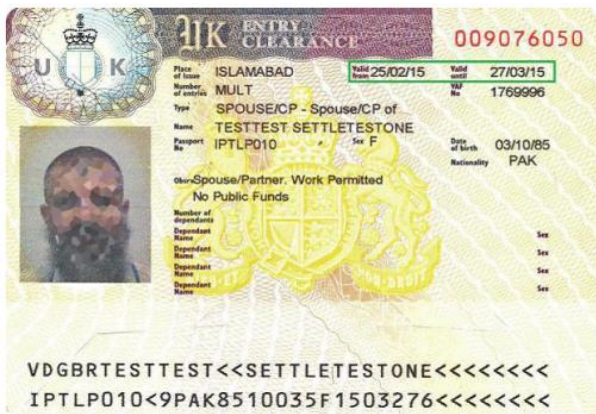 UK ENTRY CLEARANCE 009076050
U K
Place of Issue ISLAMABAD Valid from 25/02/15 Valid until 27/03/15
Number of entries MULT VAF No 1769996
Type SPOUSE/CP - Spouse/CP of
Name TESTTEST SETTLETESTONE
Passport No IPTLP010 Sex F Date of birth 03/10/85
Nationality PAK
Obsrv Spouse/Partner. Work Permitted
No Public Funds
Number of dependants
Dependant Name Sex
Dependant Name Sex
Dependant Name Sex
Dependant Name Sex
VDGBRTESTTEST<<SETTLETESTONE<<<<<<<<
IPTLP010<9PAK8510035F1503276<<<<<<<<